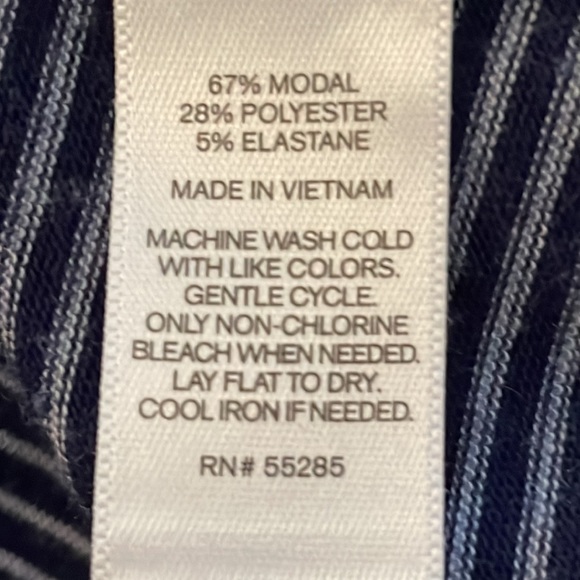 67% MODAL
28% POLYESTER
5% ELASTANE
MADE IN VIETNAM
MACHINE WASH COLD
WITH LIKE COLORS.
GENTLE CYCLE.
ONLY NON-CHLORINE
BLEACH WHEN NEEDED.
LAY FLAT TO DRY.
COOL IRON IF NEEDED.
RN# 55285